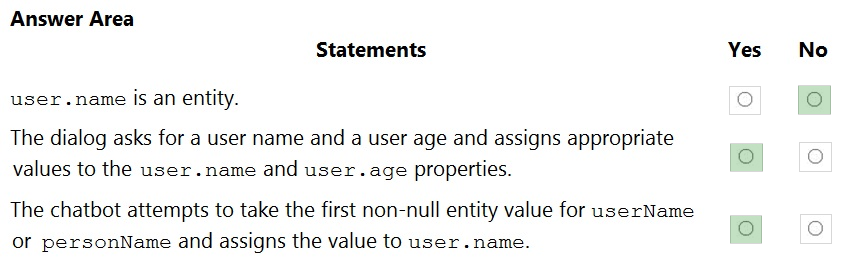 Answer Area
Statements Yes No
user.name is an entity.
The dialog asks for a user name and a user age and assigns appropriate
values to the user.name and user.age properties.
The chatbot attempts to take the first non-null entity value for userName
or personName and assigns the value to user.name.